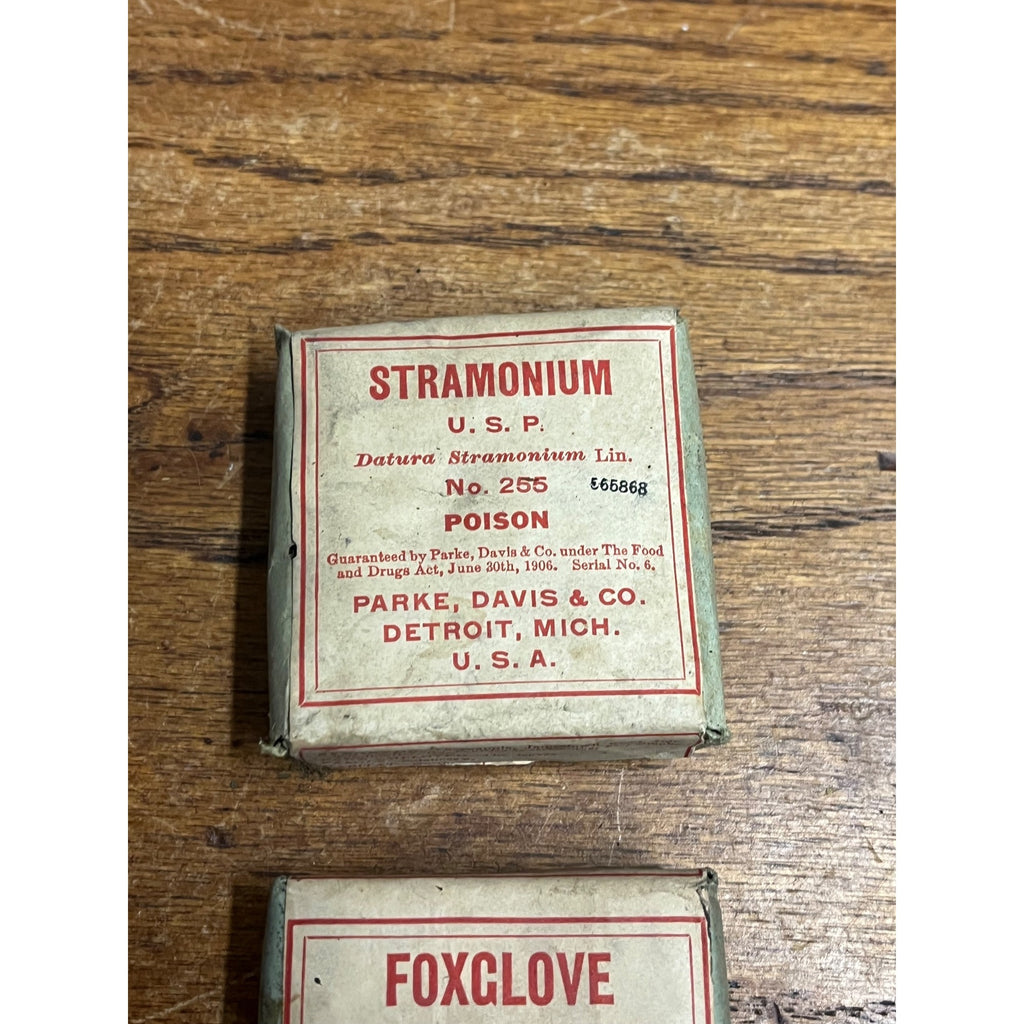 STRAMONIUM
U. S. P.
Datura Stramonium Lin.
No. 255 565868
POISON
Guaranteed by Parke, Davis & Co. under The Food
and Drugs Act, June 30th, 1906. Serial No. 6.
PARKE, DAVIS & CO.
DETROIT, MICH.
U. S. A.
FOXGLOVE